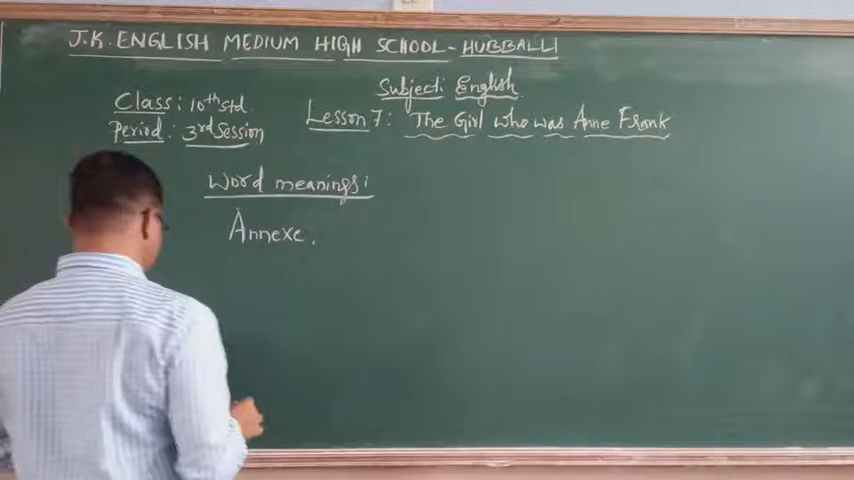 J.K. ENGLISH MEDIUM HIGH SCHOOL - HUBBALLI
Subject: English
Class: 10th std
Lesson 7: The Girl who was Anne Frank
Period: 3rd Session
Word meanings:
Annexe.